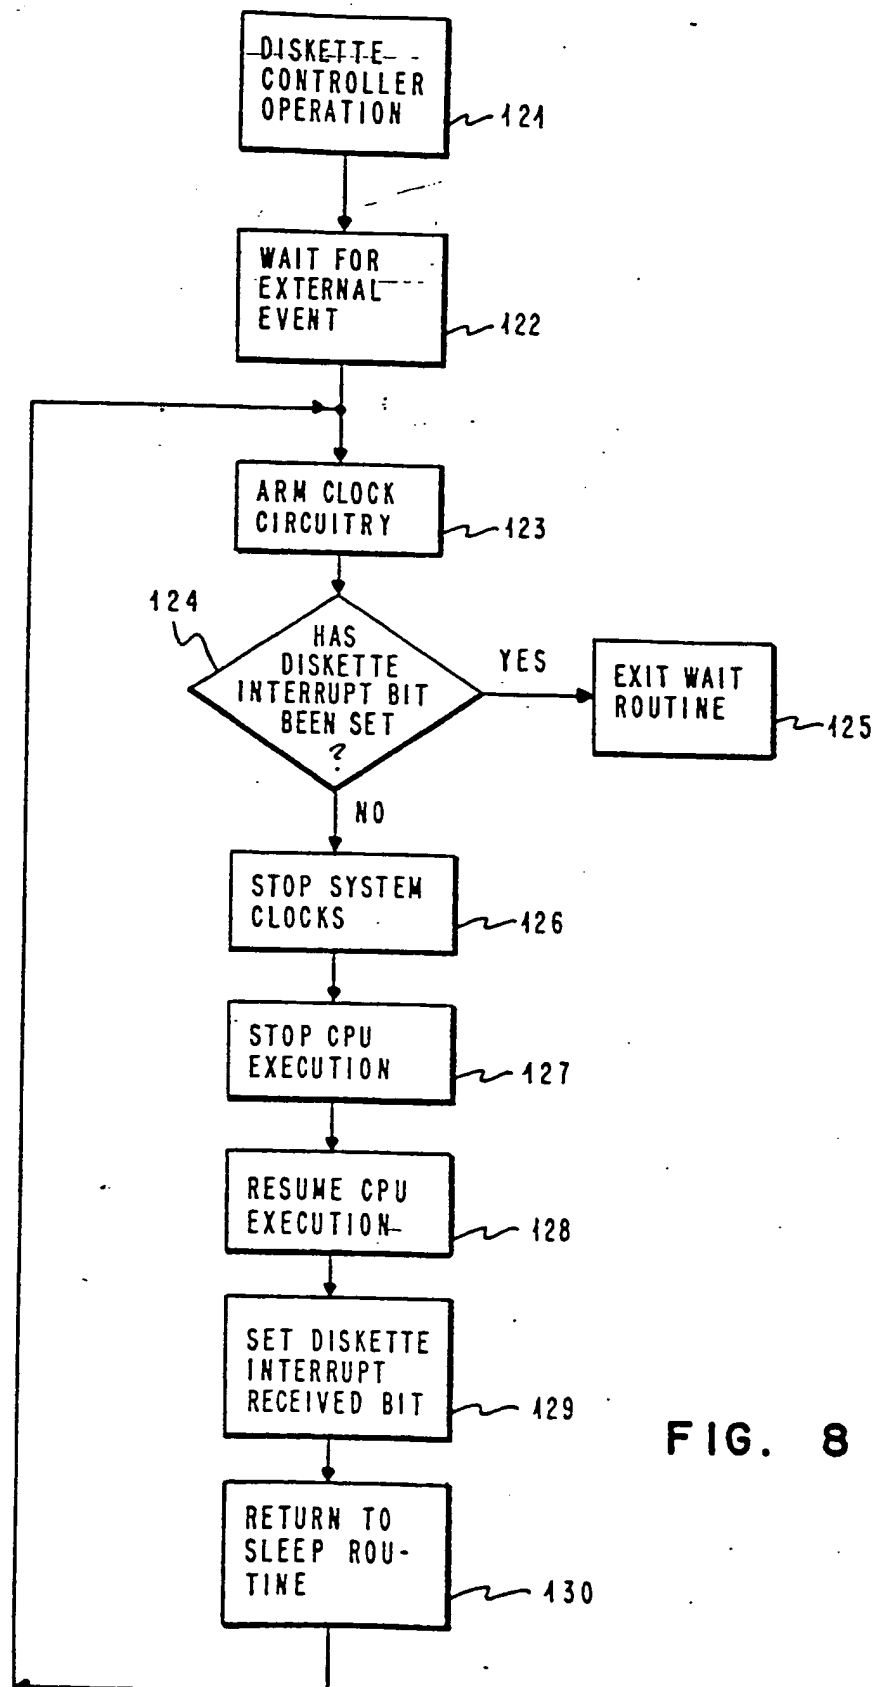 DISKETTE
CONTROLLER
OPERATION
121
WAIT FOR
EXTERNAL
EVENT
122
ARM CLOCK
CIRCUITRY
123
124
HAS
DISKETTE
INTERRUPT BIT
BEEN SET
?
YES
EXIT WAIT
ROUTINE
125
NO
STOP SYSTEM
CLOCKS
126
STOP CPU
EXECUTION
127
RESUME CPU
EXECUTION
128
SET DISKETTE
INTERRUPT
RECEIVED BIT
129
FIG. 8
RETURN TO
SLEEP ROU-
TINE
130